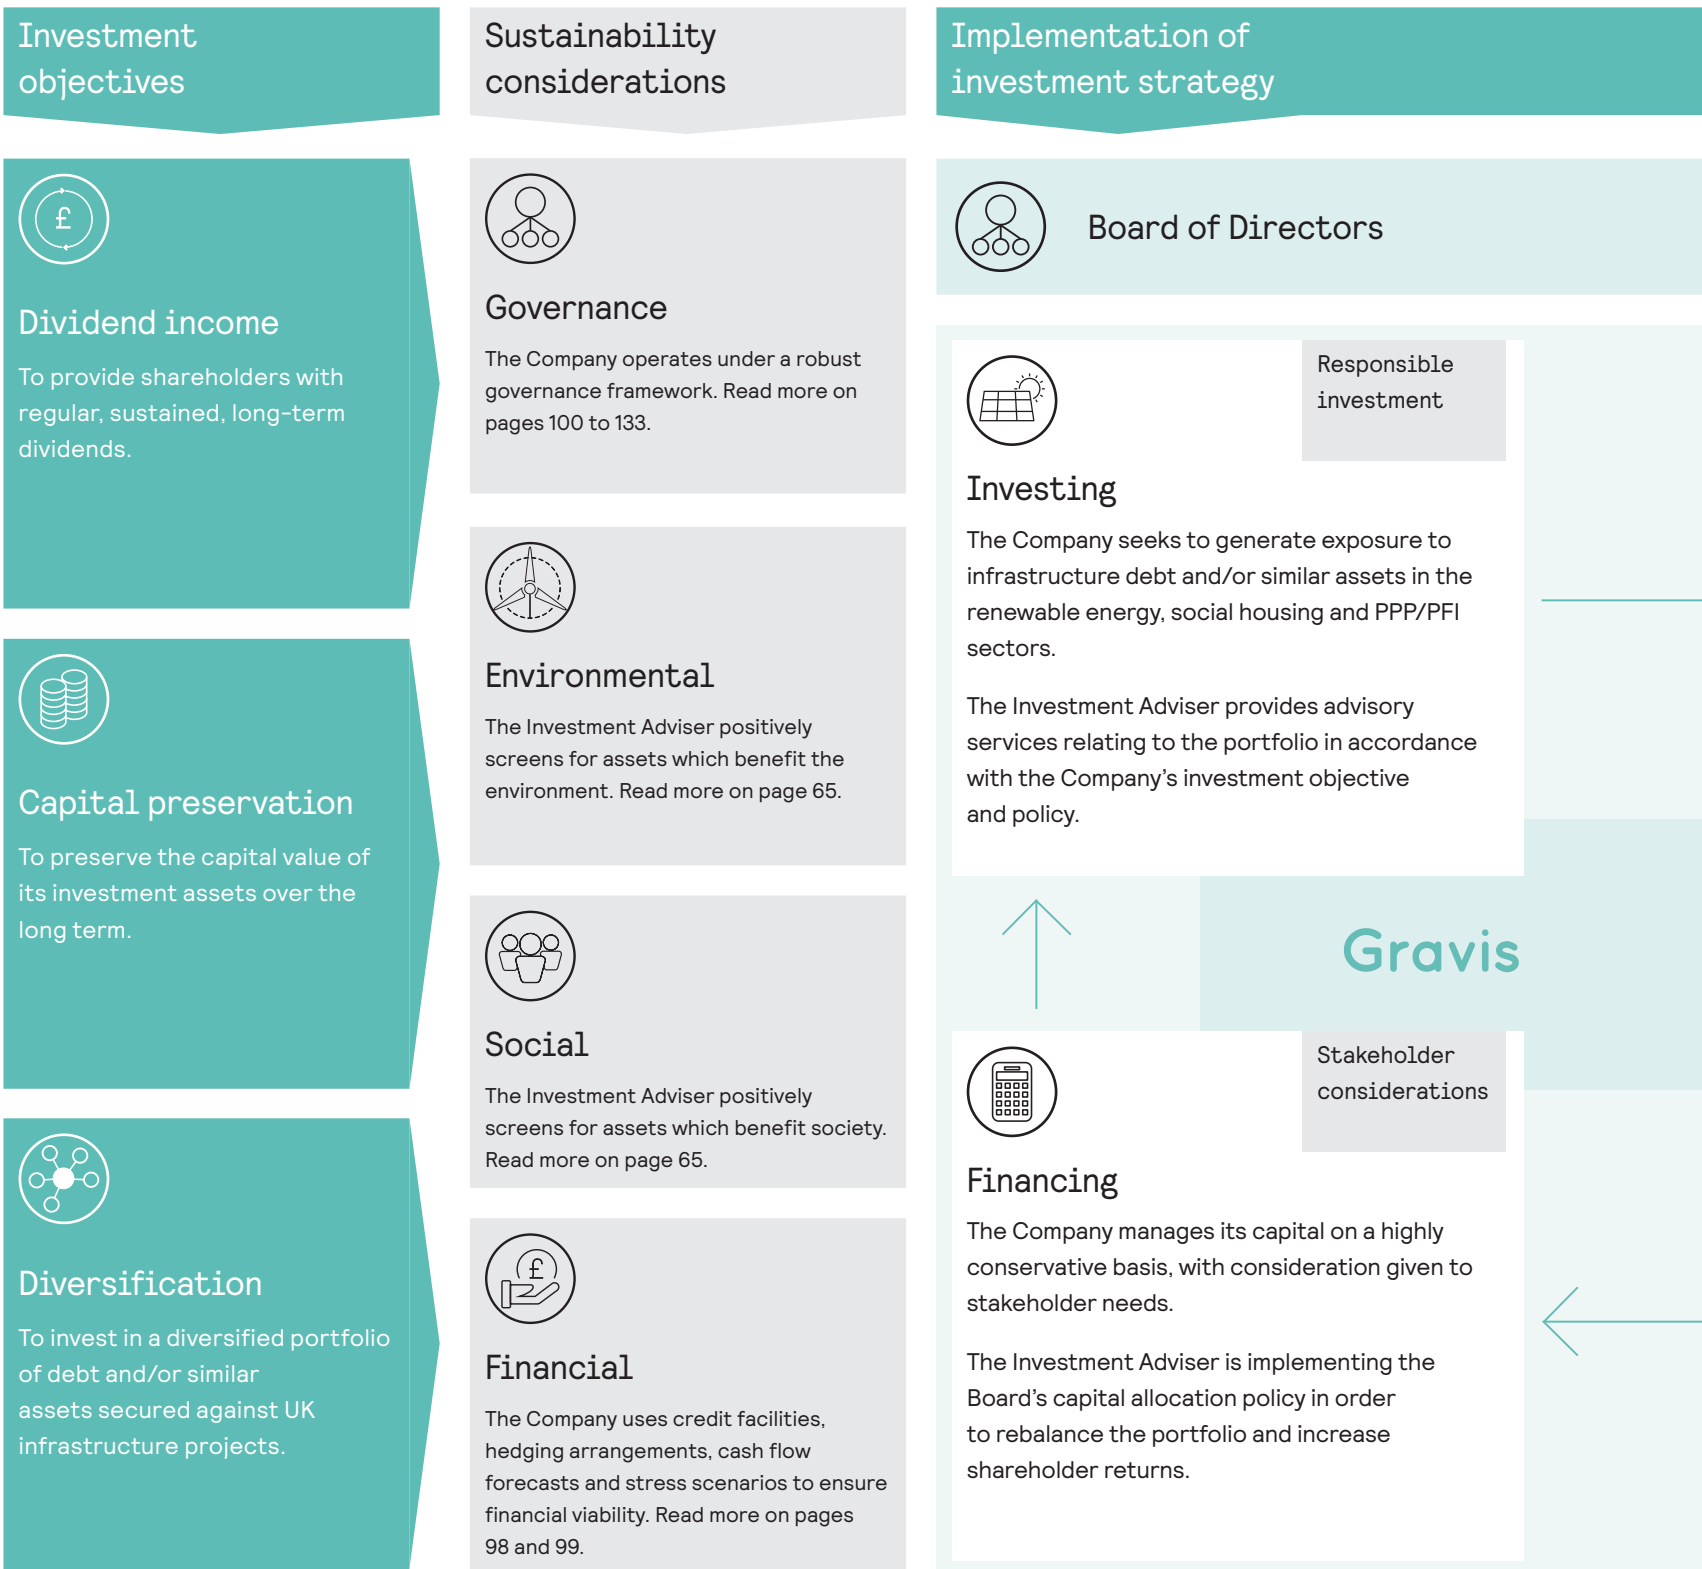 Investment
objectives
Dividend income
To provide shareholders with
regular, sustained, long-term
dividends.
Capital preservation
To preserve the capital value of
its investment assets over the
long term.
Diversification
To invest in a diversified portfolio
of debt and/or similar
assets secured against UK
infrastructure projects.
Sustainability
considerations
Governance
The Company operates under a robust
governance framework. Read more on
pages 100 to 133.
Environmental
The Investment Adviser positively
screens for assets which benefit the
environment. Read more on page 65.
Social
The Investment Adviser positively
screens for assets which benefit society.
Read more on page 65.
£
Financial
The Company uses credit facilities,
hedging arrangements, cash flow
forecasts and stress scenarios to ensure
financial viability. Read more on pages
98 and 99.
Implementation of
investment strategy
Board of Directors
Responsible
investment
Investing
The Company seeks to generate exposure to
infrastructure debt and/or similar assets in the
renewable energy, social housing and PPP/PFI
sectors.
The Investment Adviser provides advisory
services relating to the portfolio in accordance
with the Company's investment objective
and policy.
Gravis
Stakeholder
considerations
Financing
The Company manages its capital on a highly
conservative basis, with consideration given to
stakeholder needs.
The Investment Adviser is implementing the
Board's capital allocation policy in order
to rebalance the portfolio and increase
shareholder returns.